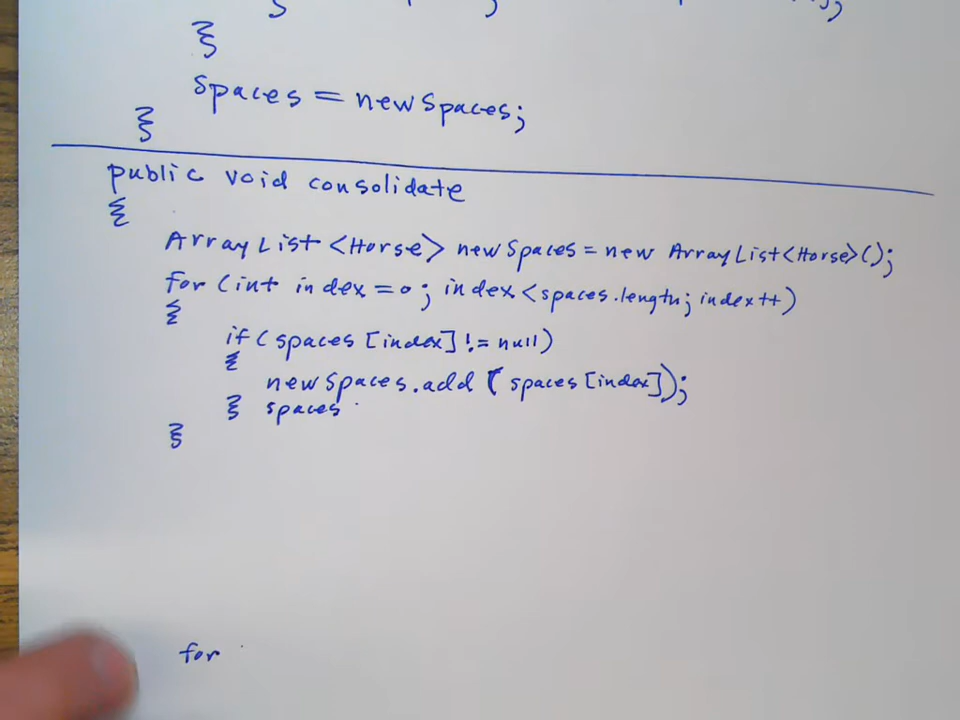 }
spaces = newSpaces;
}
public void consolidate
{
ArrayList <Horse> newSpaces = new ArrayList<Horse>();
for (int index = 0; index < spaces.length; index++)
{
if (spaces [index] != null)
{
newSpaces.add (spaces [index]);
} spaces
}
for